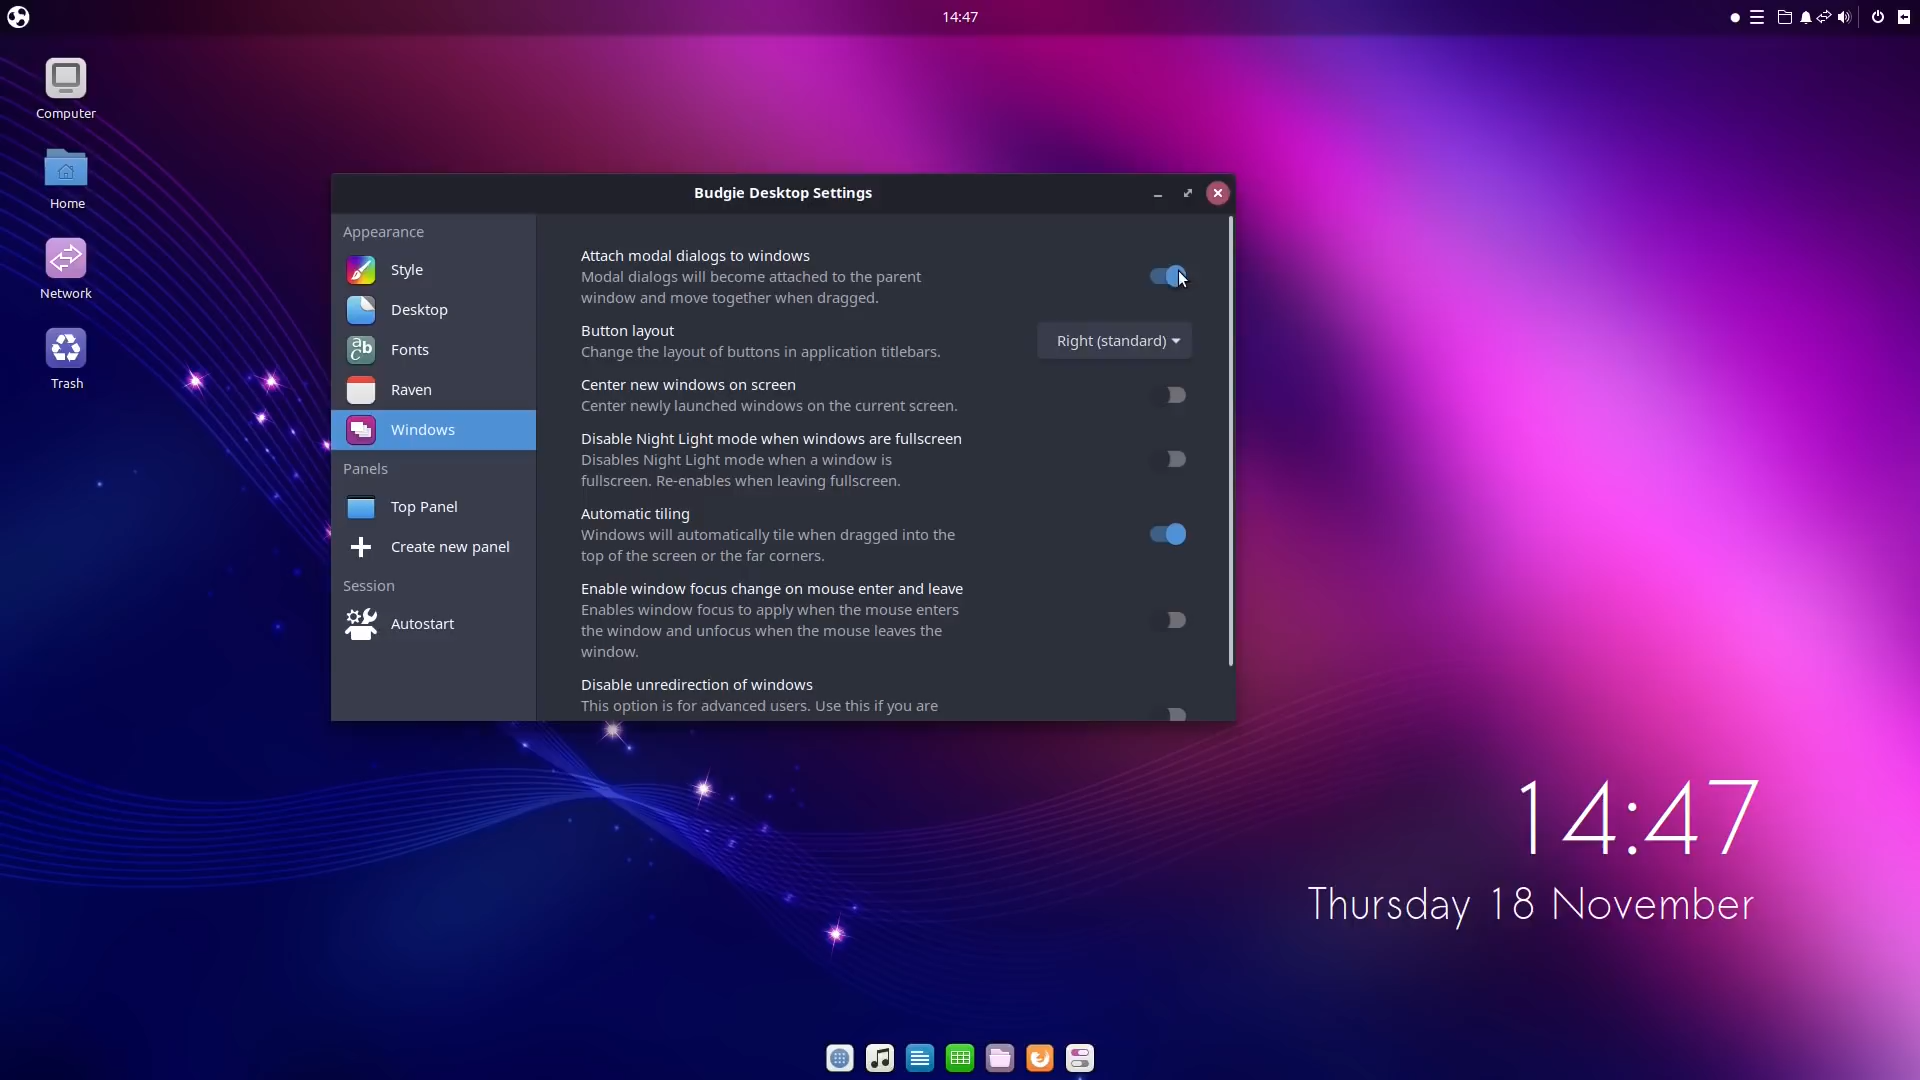 14:47
Computer
Home
Network
Trash
Budgie Desktop Settings
Appearance
Style
Desktop
Fonts
Raven
Windows
Panels
Top Panel
Create new panel
Session
Autostart
Attach modal dialogs to windows
Modal dialogs will become attached to the parent
window and move together when dragged.
Button layout
Change the layout of buttons in application titlebars.
Right (standard)
Center new windows on screen
Center newly launched windows on the current screen.
Disable Night Light mode when windows are fullscreen
Disables Night Light mode when a window is
fullscreen. Re-enables when leaving fullscreen.
Automatic tiling
Windows will automatically tile when dragged into the
top of the screen or the far corners.
Enable window focus change on mouse enter and leave
Enables window focus to apply when the mouse enters
the window and unfocus when the mouse leaves the
window.
Disable unredirection of windows
This option is for advanced users. Use this if you are
14:47
Thursday 18 November